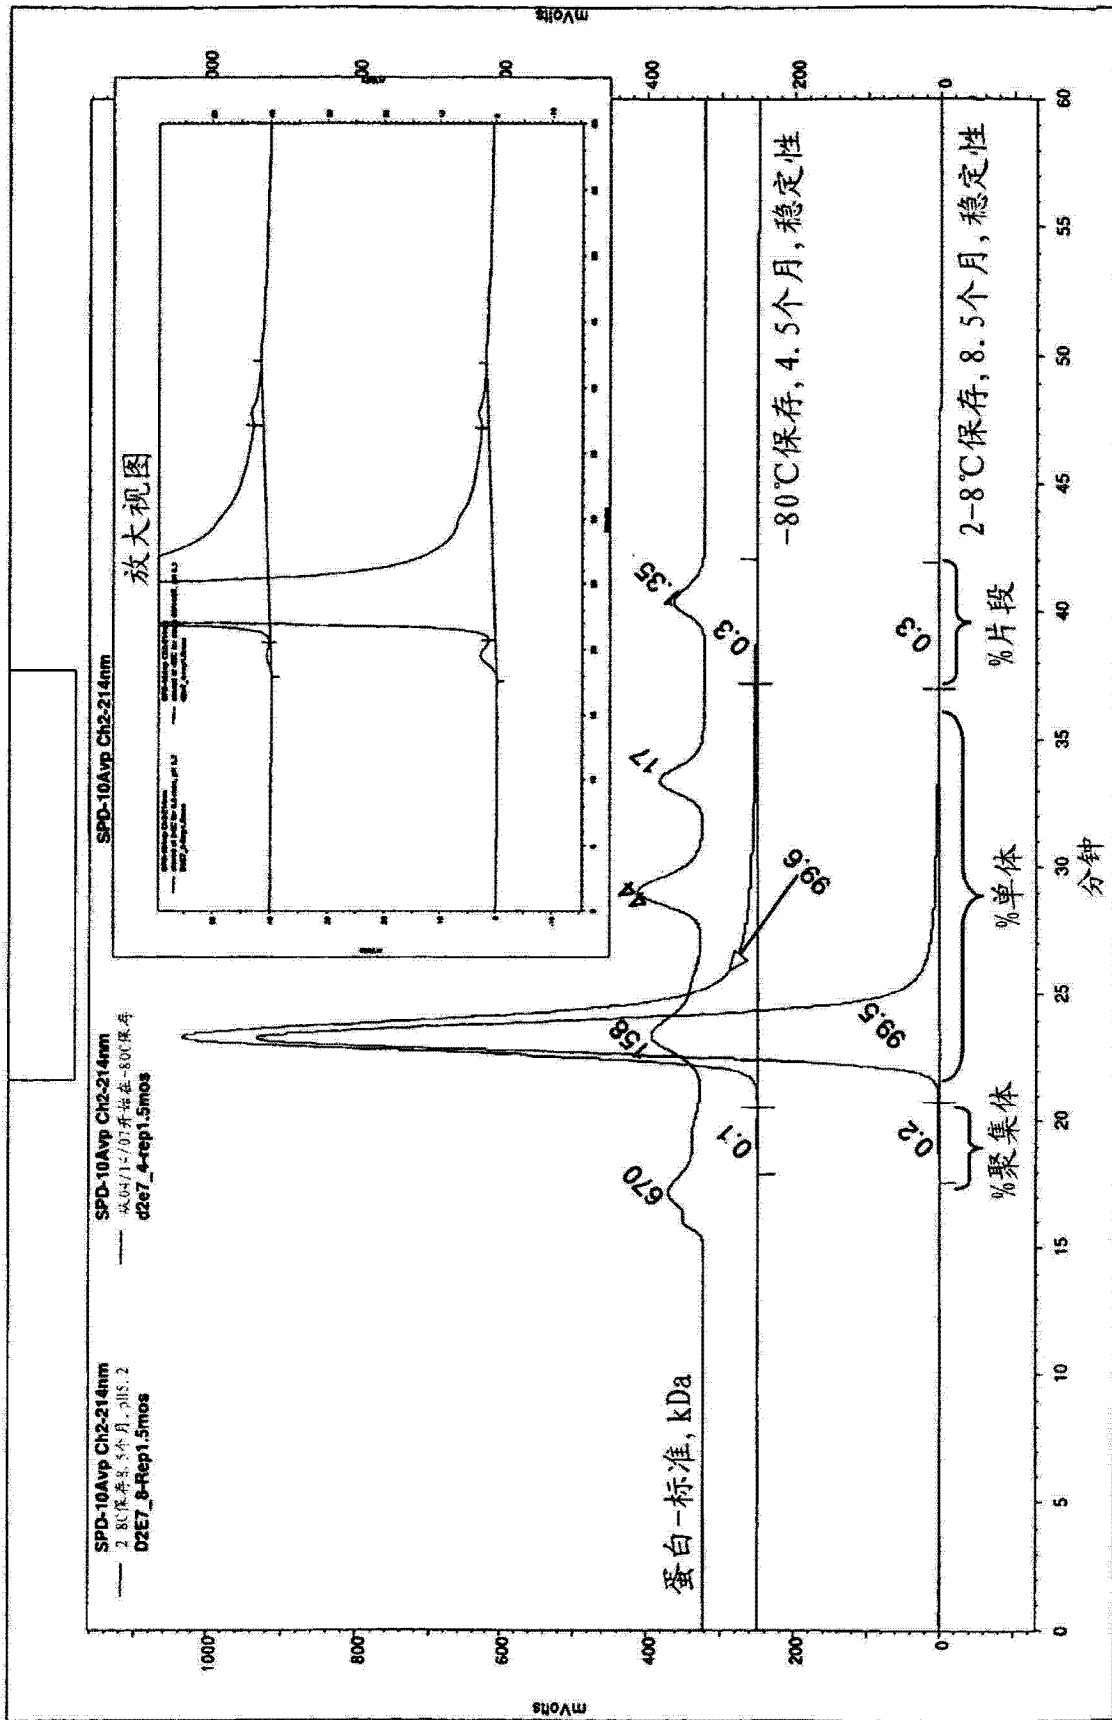 SPD-10Avp Ch2-214nm
D2E7_8-Rep1.5mos
SPD-10Avp Ch2-214nm
d2e7_4-rep1.5mos
SPD-10Avp Ch2-214nm
放大视图
mVolts
1000
800
600
400
200
0
mVolts
400
200
0
蛋白-标准, kDa
670
158
44
17
1.35
-80℃保存, 4.5个月, 稳定性
0.1
99.6
0.3
2-8℃保存, 8.5个月, 稳定性
0.2
99.5
0.3
%聚集体
%单体
%片段
0 5 10 15 20 25 30 35 40 45 50 55 60
分钟